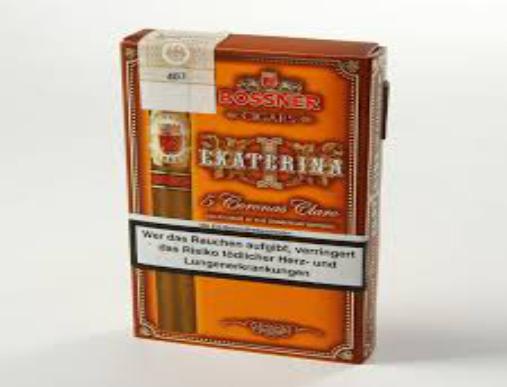 BOSSNER
CIGARS
EKATERINA
I
5 Coronas Claro
Wer das Rauchen aufgibt, verringert
das Risiko tödlicher Herz- und
Lungenerkrankungen